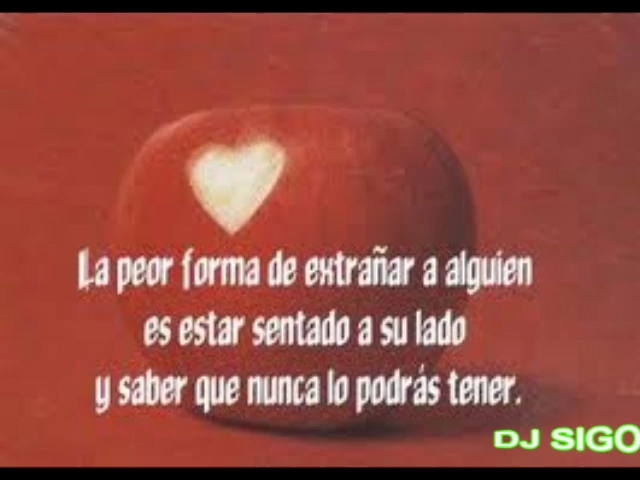 La peor forma de extrañar a alguien
es estar sentado a su lado
y saber que nunca lo podrás tener.
DJ SIGO